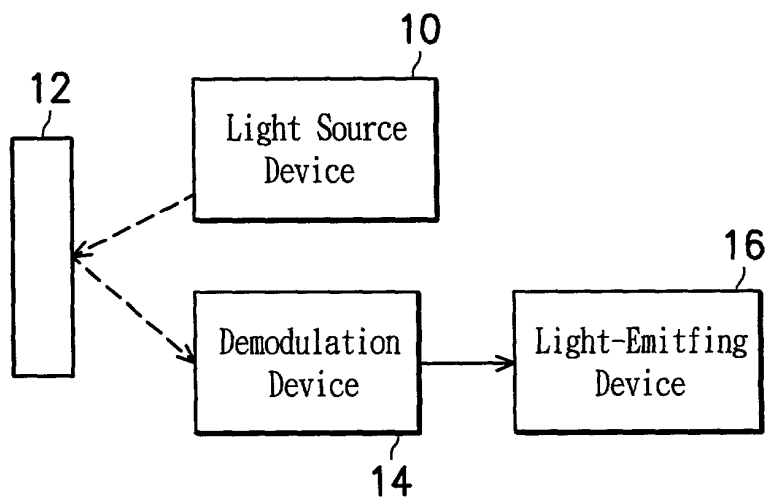 10
12
Light Source
Device
16
Demodulation
Device
Light-Emitfing
Device
14